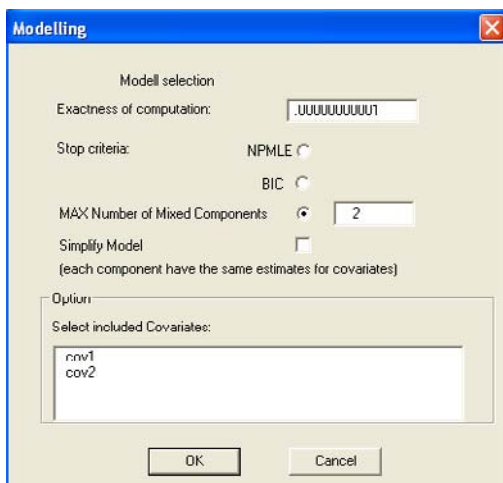 Modelling
Modell selection
Exactness of computation:
.00000000001
Stop criteria:
NPMLE
BIC
MAX Number of Mixed Components
2
Simplify Model
(each component have the same estimates for covariates)
Option
Select included Covariates:
cov1
cov2
OK
Cancel